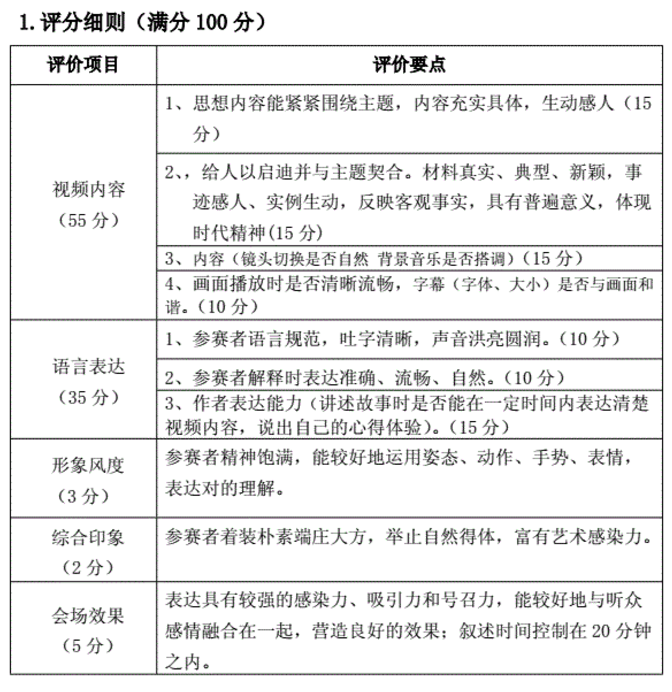 1.评分细则（满分 100 分）
评价项目 评价要点
视频内容
（55 分）
1、思想内容能紧紧围绕主题，内容充实具体，生动感人（15
分）
2、，给人以启迪并与主题契合。材料真实、典型、新颖，事
迹感人、实例生动，反映客观事实，具有普遍意义，体现
时代精神(15 分)
3、内容（镜头切换是否自然 背景音乐是否搭调）（15 分）
4、画面播放时是否清晰流畅，字幕（字体、大小）是否与画面和
谐。（10 分）
语言表达
（35 分）
1、参赛者语言规范，吐字清晰，声音洪亮圆润。（10 分）
2、参赛者解释时表达准确、流畅、自然。（10 分）
3、作者表达能力（讲述故事时是否能在一定时间内表达清楚
视频内容，说出自己的心得体验）。（15 分）
形象风度
（3 分）
参赛者精神饱满，能较好地运用姿态、动作、手势、表情，
表达对的理解。
综合印象
（2 分）
参赛者着装朴素端庄大方，举止自然得体，富有艺术感染力。
会场效果
（5 分）
表达具有较强的感染力、吸引力和号召力，能较好地与听众
感情融合在一起，营造良好的效果；叙述时间控制在 20 分钟
之内。